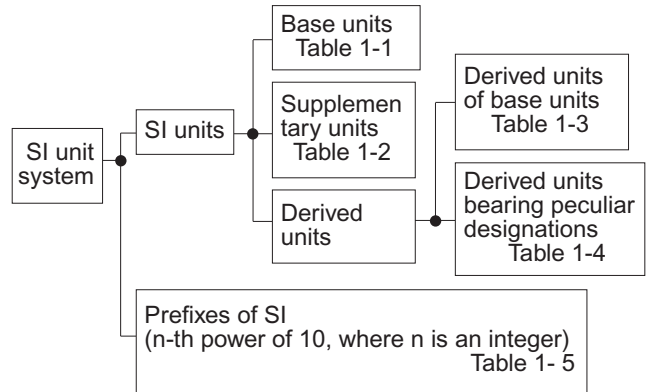 SI unit
system
SI units
Base units
Table 1-1
Supplemen
tary units
Table 1-2
Derived
units
Derived units
of base units
Table 1-3
Derived units
bearing peculiar
designations
Table 1-4
Prefixes of SI
(n-th power of 10, where n is an integer)
Table 1- 5